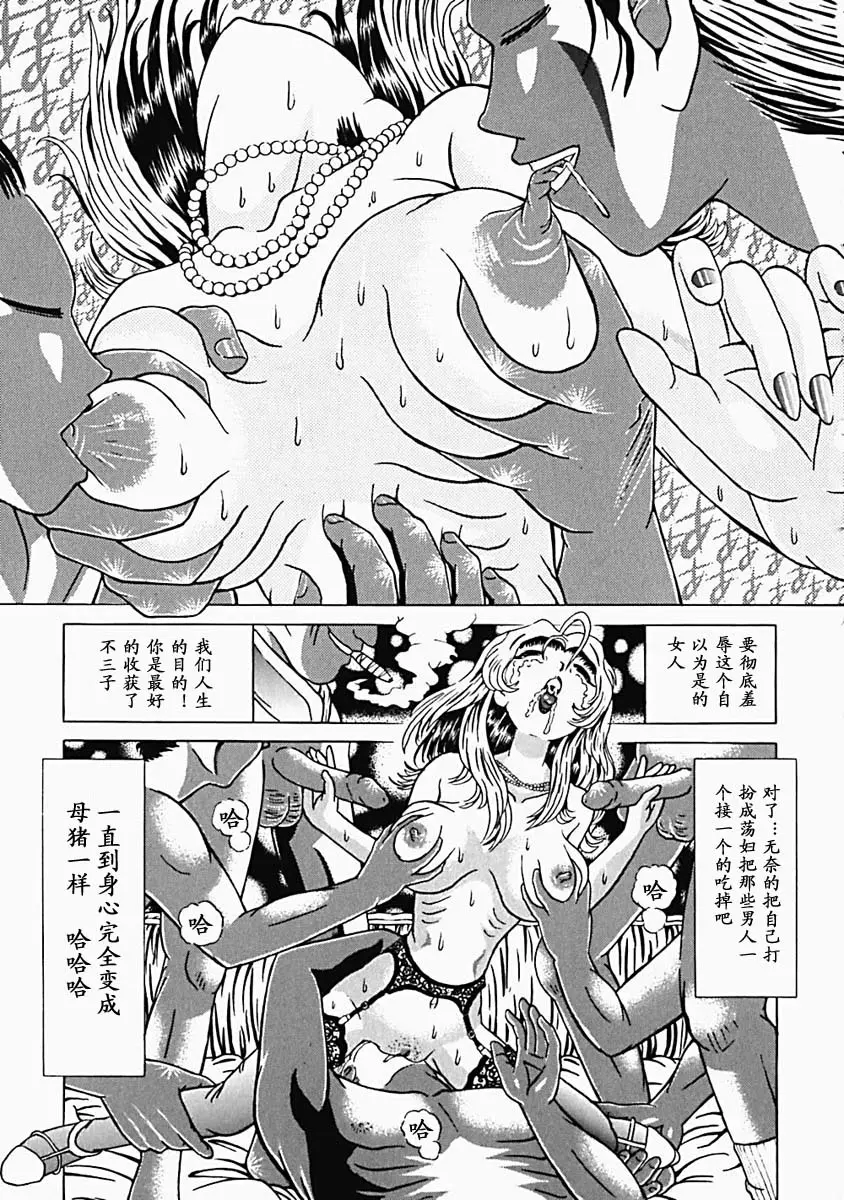 要彻底羞
辱这个自
以为是的
女人
我们人生
的目的！
你是最好
的收获了
不三子
对了…无奈的把自己打
扮成荡妇把那些男人一
个接一个的吃掉吧
哈
哈
哈
一直到身心完全变成
母猪一样　哈哈哈